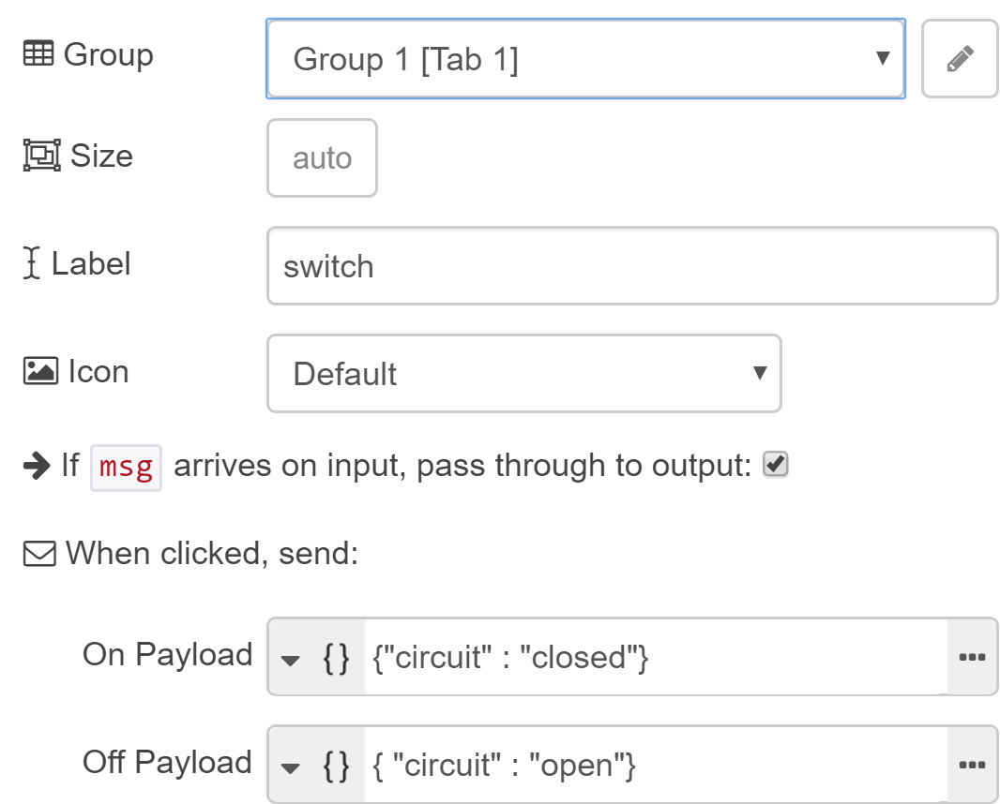 Group Group 1 [Tab 1]
Size auto
Label switch
Icon Default
If msg arrives on input, pass through to output:
When clicked, send:
On Payload {} {"circuit" : "closed"}
Off Payload {} { "circuit" : "open"}